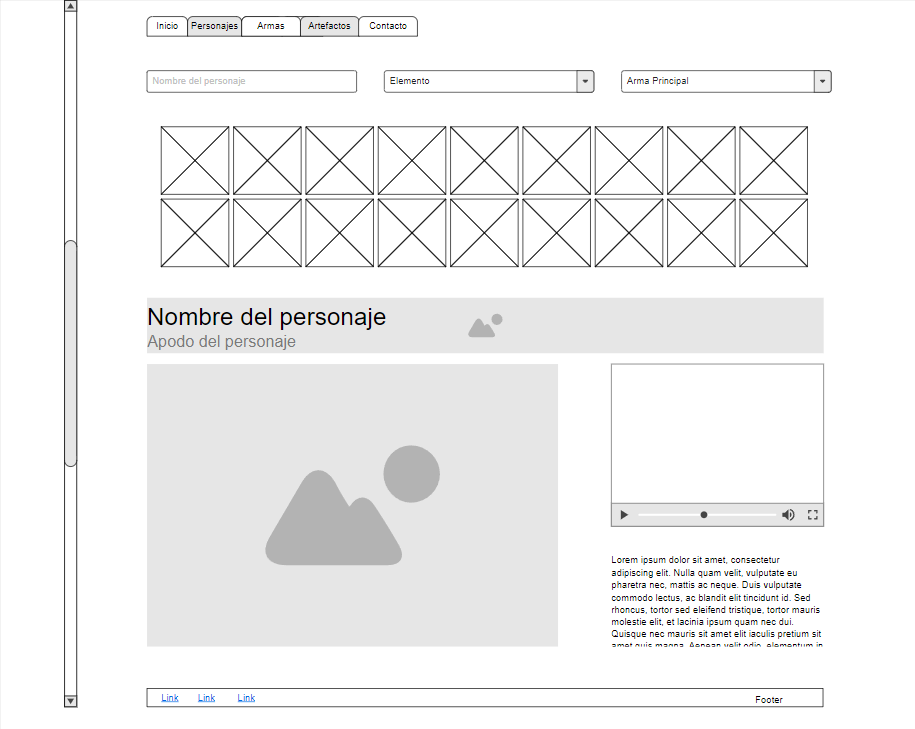 Inicio Personajes Armas Artefactos Contacto
Nombre del personaje Elemento Arma Principal
Nombre del personaje
Apodo del personaje
Lorem ipsum dolor sit amet, consectetur
adipiscing elit. Nulla quam velit, vulputate eu
pharetra nec, mattis ac neque. Duis vulputate
commodo lectus, ac blandit elit tincidunt id. Sed
rhoncus, tortor sed eleifend tristique, tortor mauris
molestie elit, et lacinia ipsum quam nec dui.
Quisque nec mauris sit amet elit iaculis pretium sit
amet quis magna. Aenean velit odio, elementum in
Link Link Link Footer